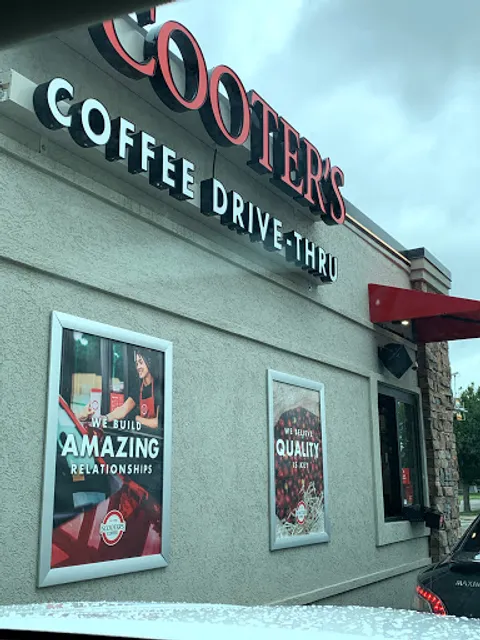 COOTER'S
COFFEE DRIVE-THRU
WE BUILD
AMAZING
RELATIONSHIPS
WE BELIEVE
QUALITY
IS KEY